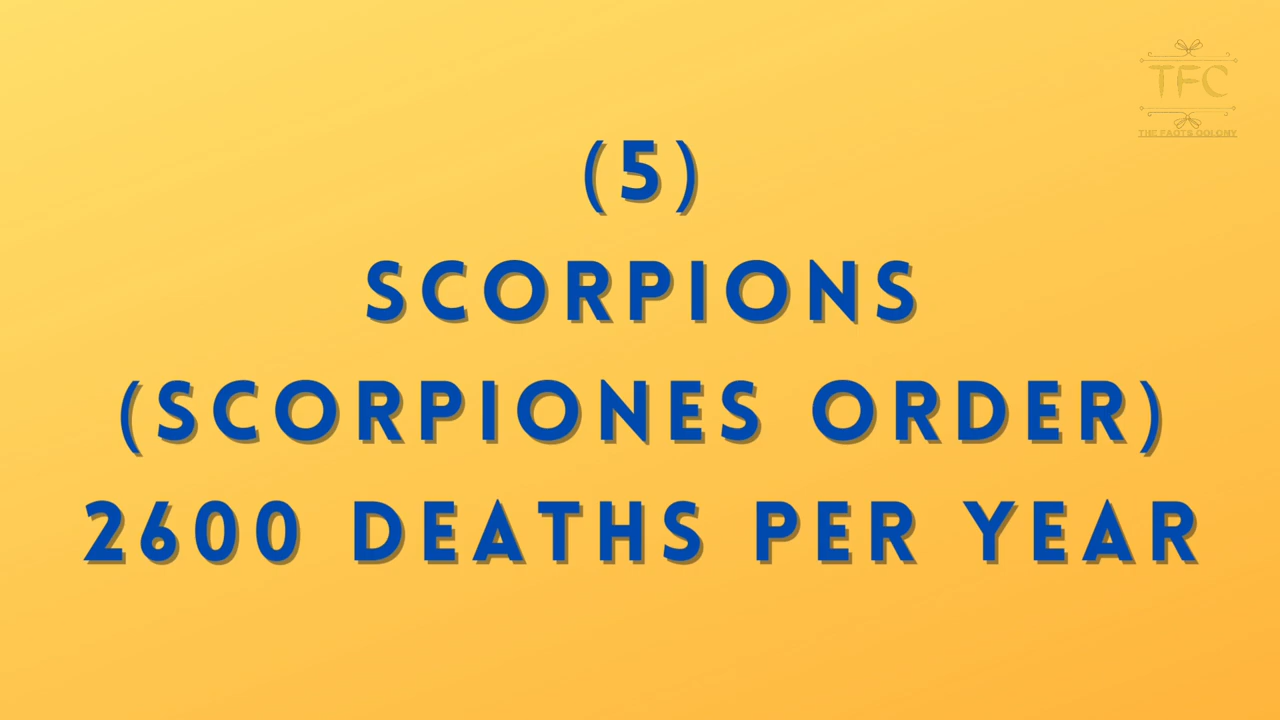 TFC
THE FACTS COLONY
(5)
SCORPIONS
(SCORPIONES ORDER)
2600 DEATHS PER YEAR